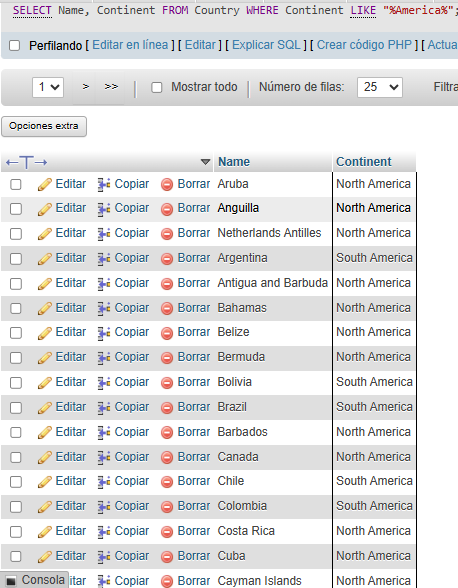 SELECT Name, Continent FROM Country WHERE Continent LIKE "%America%";
Perfilando [ Editar en línea ] [ Editar ] [ Explicar SQL ] [ Crear código PHP ] [ Actua
1 > >> Mostrar todo Número de filas: 25 Filtra
Opciones extra
←T→ Name Continent
Editar Copiar Borrar Aruba North America
Editar Copiar Borrar Anguilla North America
Editar Copiar Borrar Netherlands Antilles North America
Editar Copiar Borrar Argentina South America
Editar Copiar Borrar Antigua and Barbuda North America
Editar Copiar Borrar Bahamas North America
Editar Copiar Borrar Belize North America
Editar Copiar Borrar Bermuda North America
Editar Copiar Borrar Bolivia South America
Editar Copiar Borrar Brazil South America
Editar Copiar Borrar Barbados North America
Editar Copiar Borrar Canada North America
Editar Copiar Borrar Chile South America
Editar Copiar Borrar Colombia South America
Editar Copiar Borrar Costa Rica North America
Editar Copiar Borrar Cuba North America
Consola tar Copiar Borrar Cayman Islands North America